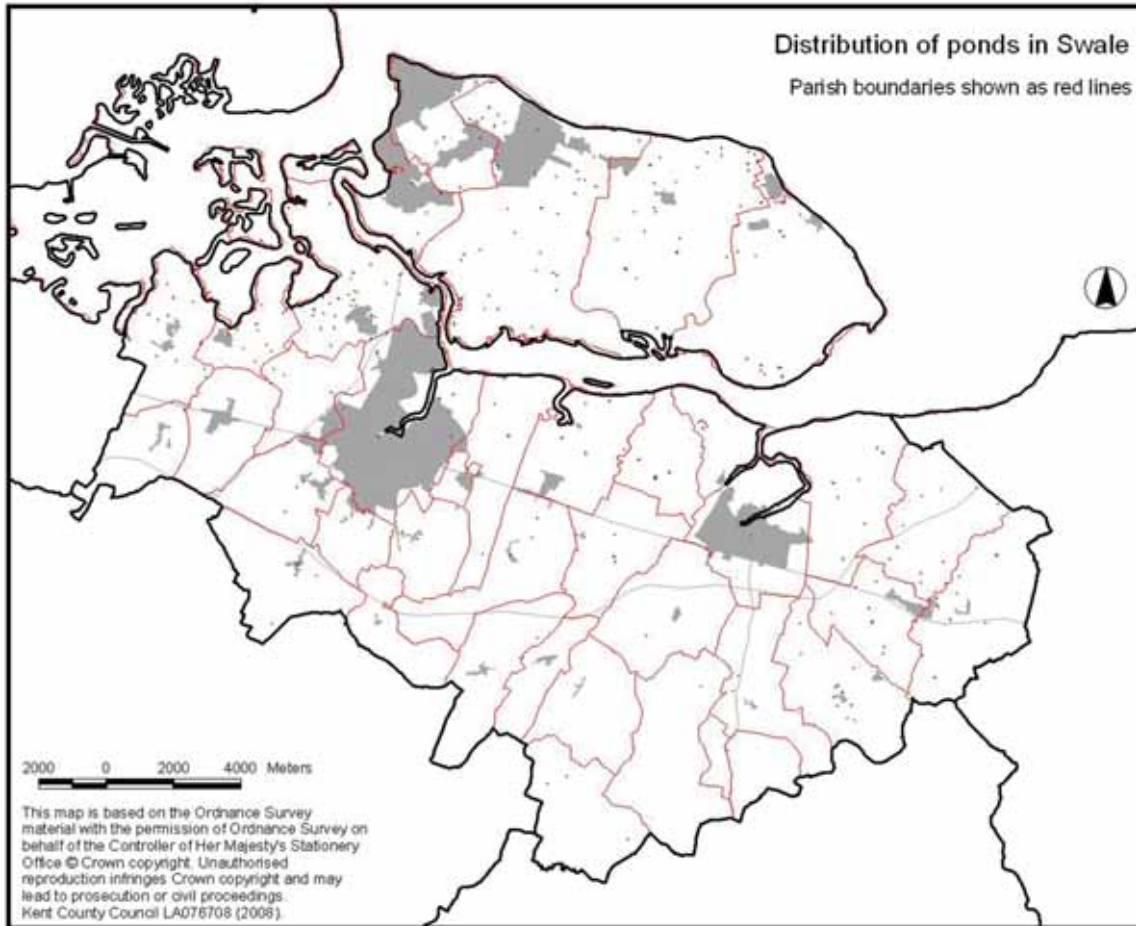 Distribution of ponds in Swale
Parish boundaries shown as red lines
2000 0 2000 4000 Meters
This map is based on the Ordnance Survey
material with the permission of Ordnance Survey on
behalf of the Controller of Her Majesty's Stationery
Office © Crown copyright. Unauthorised
reproduction infringes Crown copyright and may
lead to prosecution or civil proceedings.
Kent County Council LA076708 (2008).